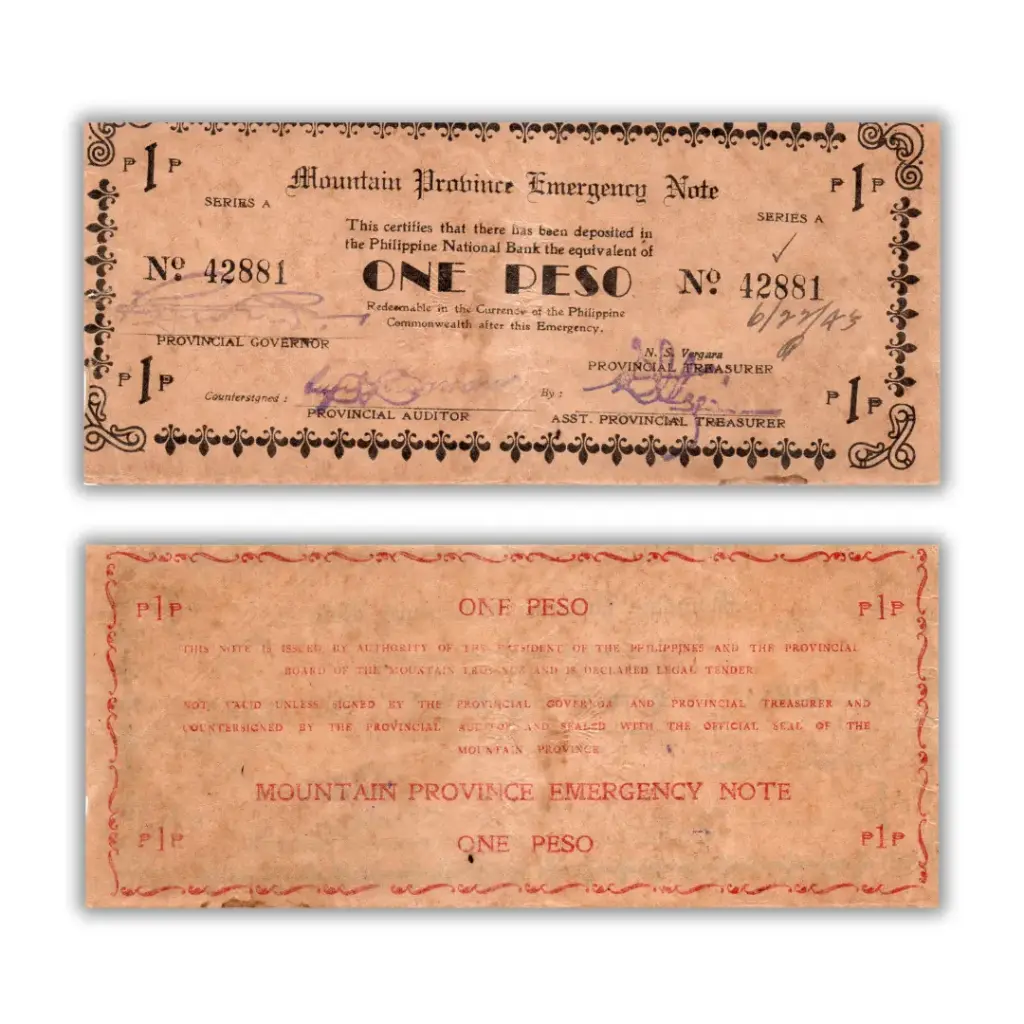 ₱1₱
₱1₱
Mountain Province Emergency Note
SERIES A
SERIES A
This certifies that there has been deposited in
the Philippine National Bank the equivalent of
Nº 42881
ONE PESO
Nº 42881
Redeemable in the Currency of the Philippine
Commonwealth after this Emergency.
6/22/43
PROVINCIAL GOVERNOR
N. S. Vergara
PROVINCIAL TREASURER
₱1₱
₱1₱
Countersigned :
By :
PROVINCIAL AUDITOR
ASST. PROVINCIAL TREASURER
₱1₱
ONE PESO
₱1₱
THIS NOTE IS ISSUED BY AUTHORITY OF THE PRESIDENT OF THE PHILIPPINES AND THE PROVINCIAL
BOARD OF THE MOUNTAIN PROVINCE AND IS DECLARED LEGAL TENDER
NOT VALID UNLESS SIGNED BY THE PROVINCIAL GOVERNOR AND PROVINCIAL TREASURER AND
COUNTERSIGNED BY THE PROVINCIAL AUDITOR AND SEALED WITH THE OFFICIAL SEAL OF THE
MOUNTAIN PROVINCE
MOUNTAIN PROVINCE EMERGENCY NOTE
₱1₱
ONE PESO
₱1₱